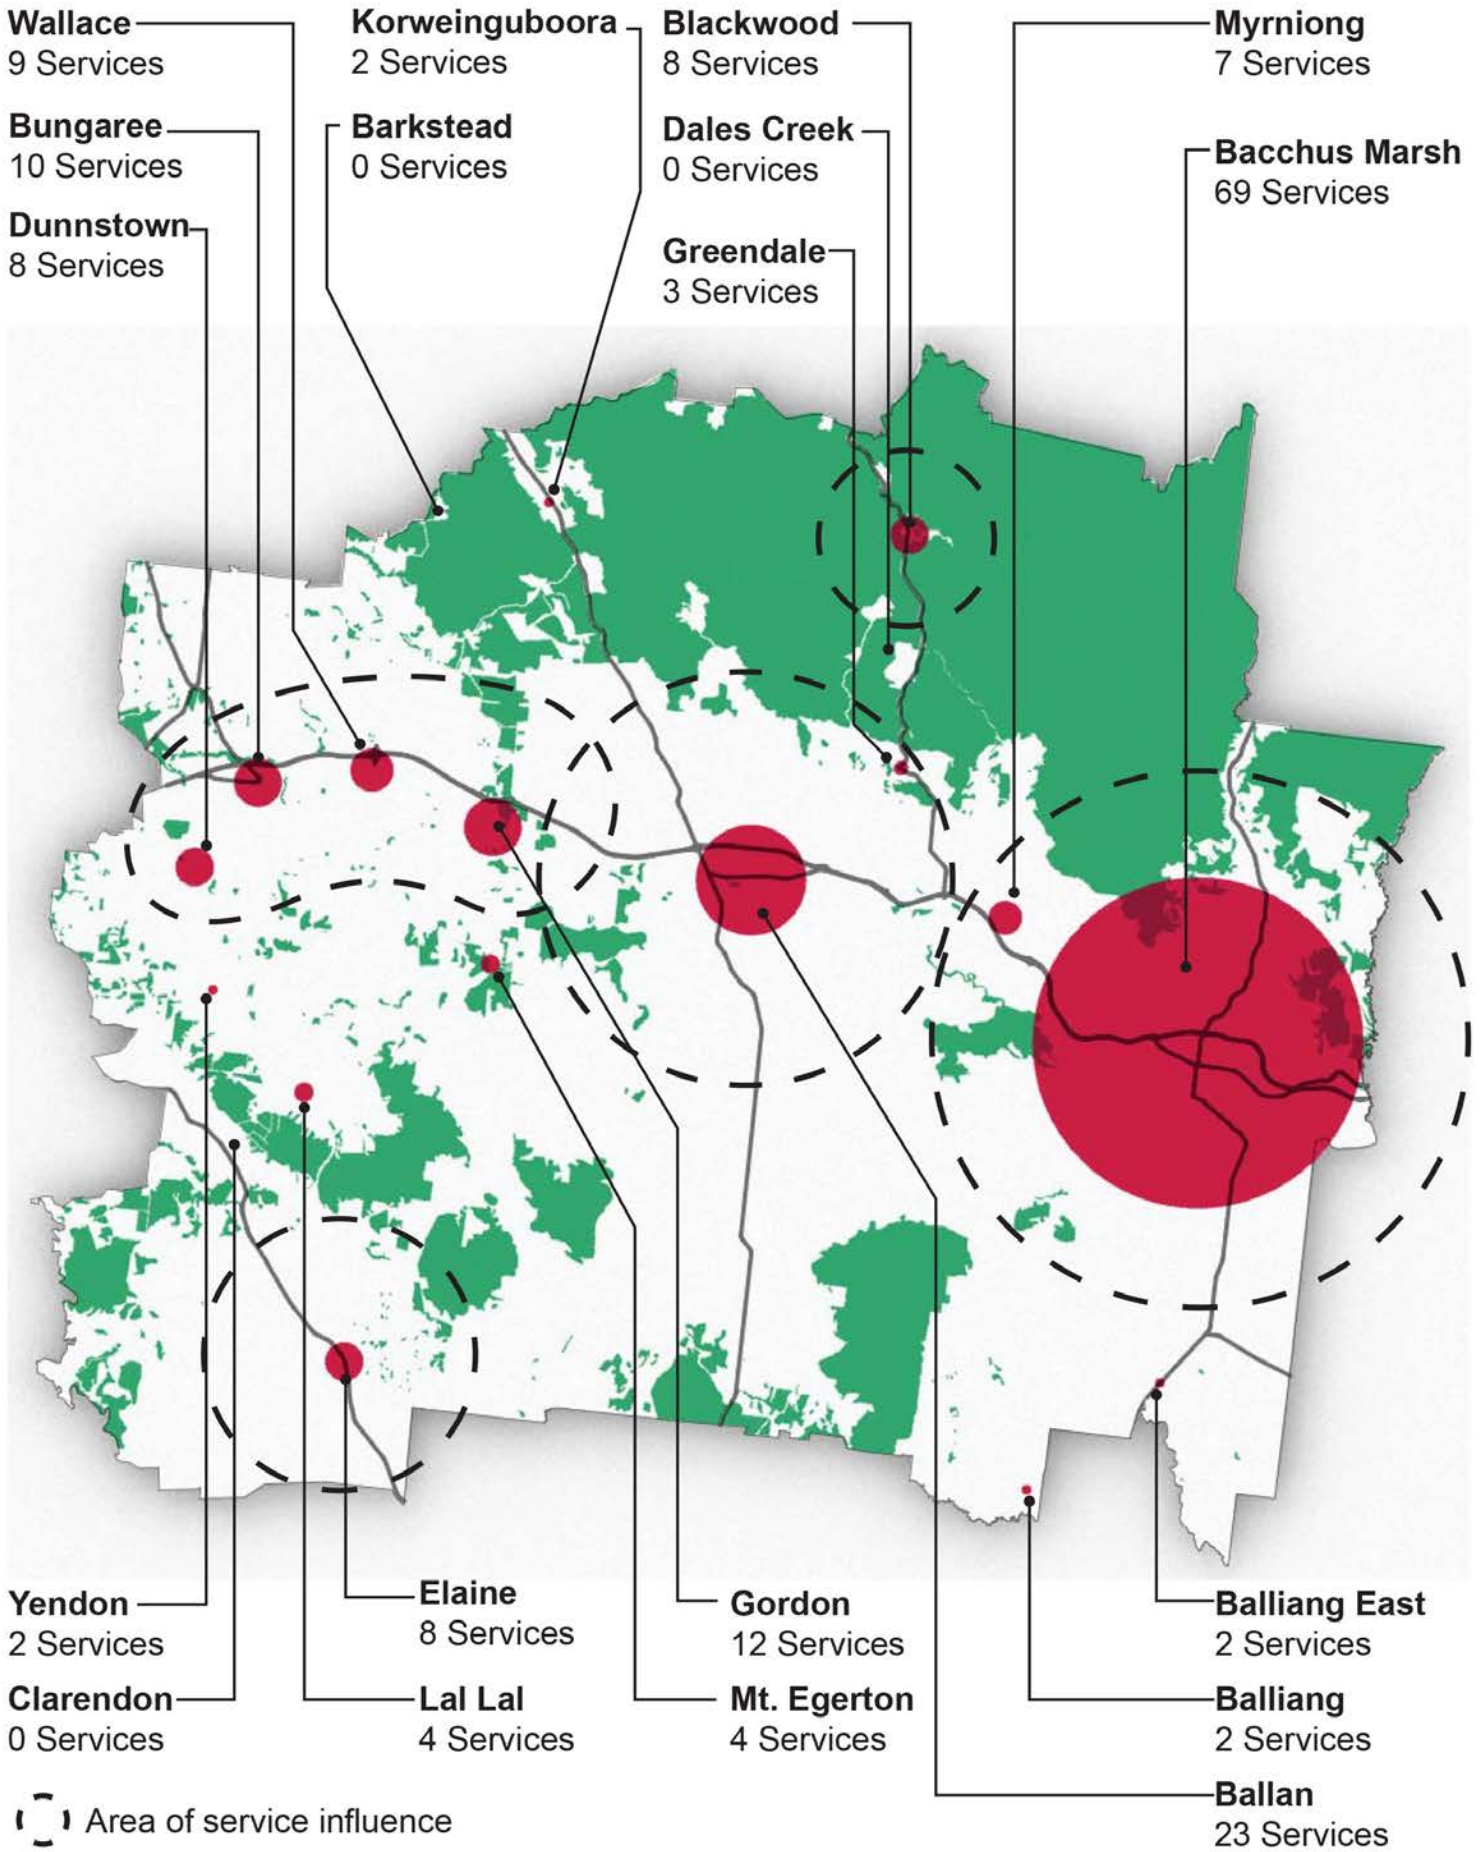 Wallace
9 Services
Bungaree
10 Services
Dunnstown
8 Services
Korweinguboora
2 Services
Barkstead
0 Services
Blackwood
8 Services
Dales Creek
0 Services
Greendale
3 Services
Myrniong
7 Services
Bacchus Marsh
69 Services
Yendon
2 Services
Clarendon
0 Services
Elaine
8 Services
Lal Lal
4 Services
Gordon
12 Services
Mt. Egerton
4 Services
Balliang East
2 Services
Balliang
2 Services
Ballan
23 Services
Area of service influence